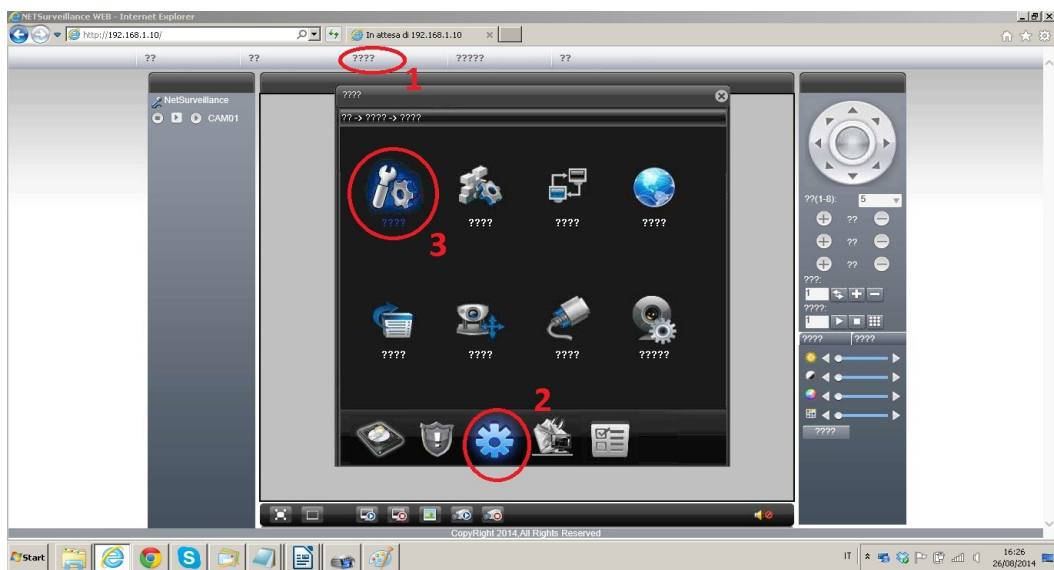 NETSurveillance WEB - Internet Explorer
http://192.168.1.10/
In attesa di 192.168.1.10
?? ?? ???? ????? ??
1
NetSurveillance
CAM01
????
?? -> ???? -> ????
???? ???? ???? ????
3
???? ???? ???? ?????
2
??(1-8): 5
??
??
??
???:
1
????:
1
???? ????
????
CopyRight 2014,All Rights Reserved
Start
IT
16:26
26/08/2014